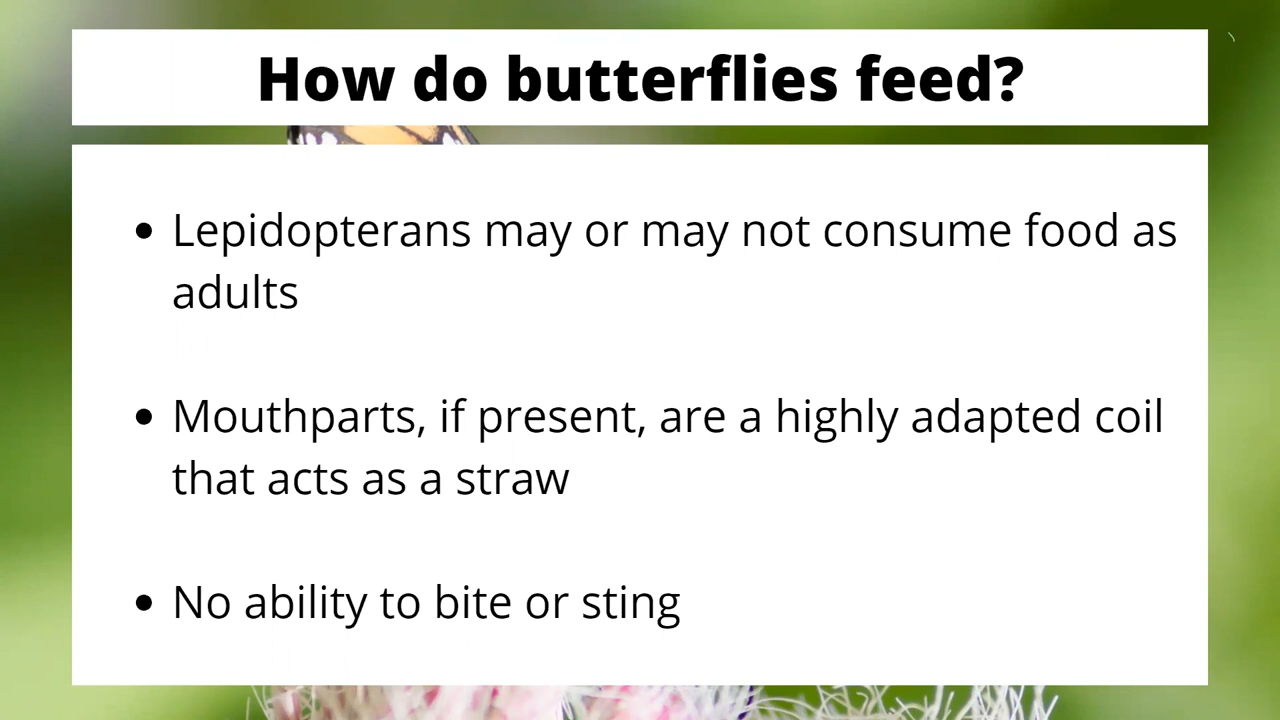 How do butterflies feed?
• Lepidopterans may or may not consume food as
adults
• Mouthparts, if present, are a highly adapted coil
that acts as a straw
• No ability to bite or sting